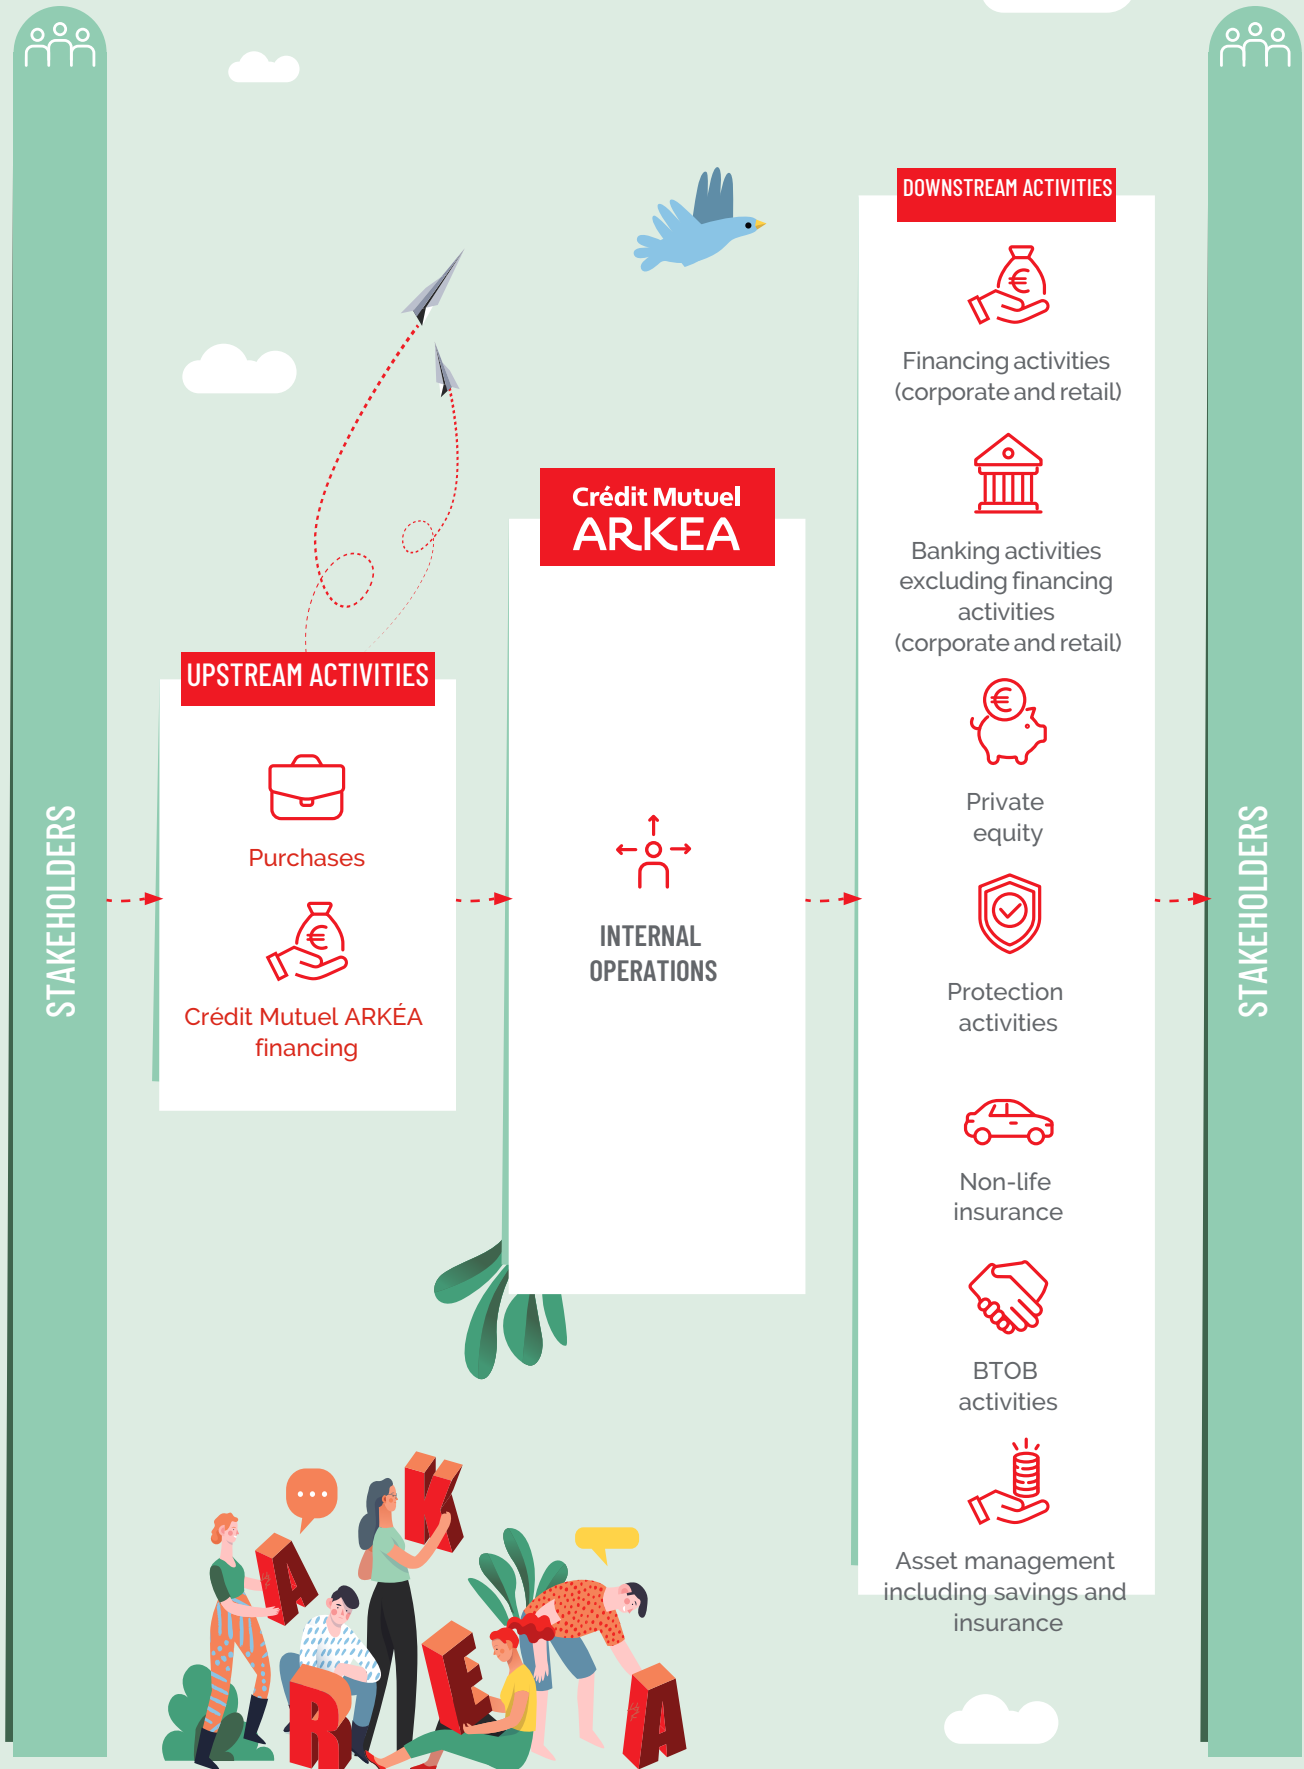 STAKEHOLDERS
UPSTREAM ACTIVITIES
Purchases
Crédit Mutuel ARKÉA
financing
Crédit Mutuel
ARKEA
INTERNAL
OPERATIONS
DOWNSTREAM ACTIVITIES
Financing activities
(corporate and retail)
Banking activities
excluding financing
activities
(corporate and retail)
Private
equity
Protection
activities
Non-life
insurance
BTOB
activities
Asset management
including savings and
insurance
STAKEHOLDERS
A
R
K
E
A